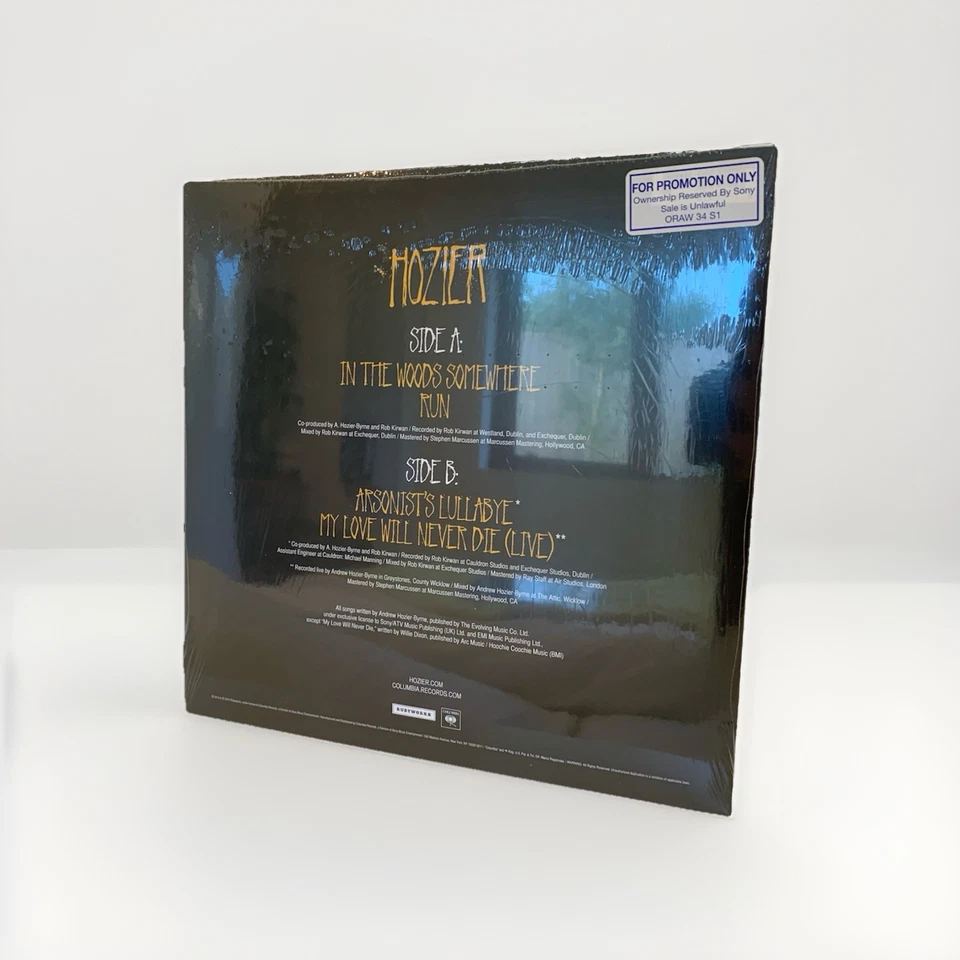 FOR PROMOTION ONLY
Ownership Reserved By Sony
Sale is Unlawful
ORAW 34 S1
HOZIER
SIDE A:
IN THE WOODS SOMEWHERE
RUN
Co-produced by A. Hozier-Byrne and Rob Kirwan / Recorded by Rob Kirwan at Westland, Dublin, and Exchequer, Dublin /
Mixed by Rob Kirwan at Exchequer, Dublin / Mastered by Stephen Marcussen at Marcussen Mastering, Hollywood, CA
SIDE B:
ARSONIST'S LULLABYE*
MY LOVE WILL NEVER DIE (LIVE)**
* Co-produced by A. Hozier-Byrne and Rob Kirwan / Recorded by Rob Kirwan at Cauldron Studios and Exchequer Studios, Dublin /
Assistant Engineer at Cauldron: Michael Manning / Mixed by Rob Kirwan at Exchequer Studios / Mastered by Ray Staff at Air Studios, London
** Recorded live by Andrew Hozier-Byrne in Greystones, County Wicklow / Mixed by Andrew Hozier-Byrne at The Attic, Wicklow /
Mastered by Stephen Marcussen at Marcussen Mastering, Hollywood, CA
All songs written by Andrew Hozier-Byrne, published by The Evolving Music Co. Ltd.
under exclusive license to Sony/ATV Music Publishing (UK) Ltd. and EMI Music Publishing Ltd.,
except "My Love Will Never Die," written by Willie Dixon, published by Arc Music / Hoochie Coochie Music (BMI)
HOZIER.COM
COLUMBIA.RECORDS.COM
RUBYWORKS
COLUMBIA